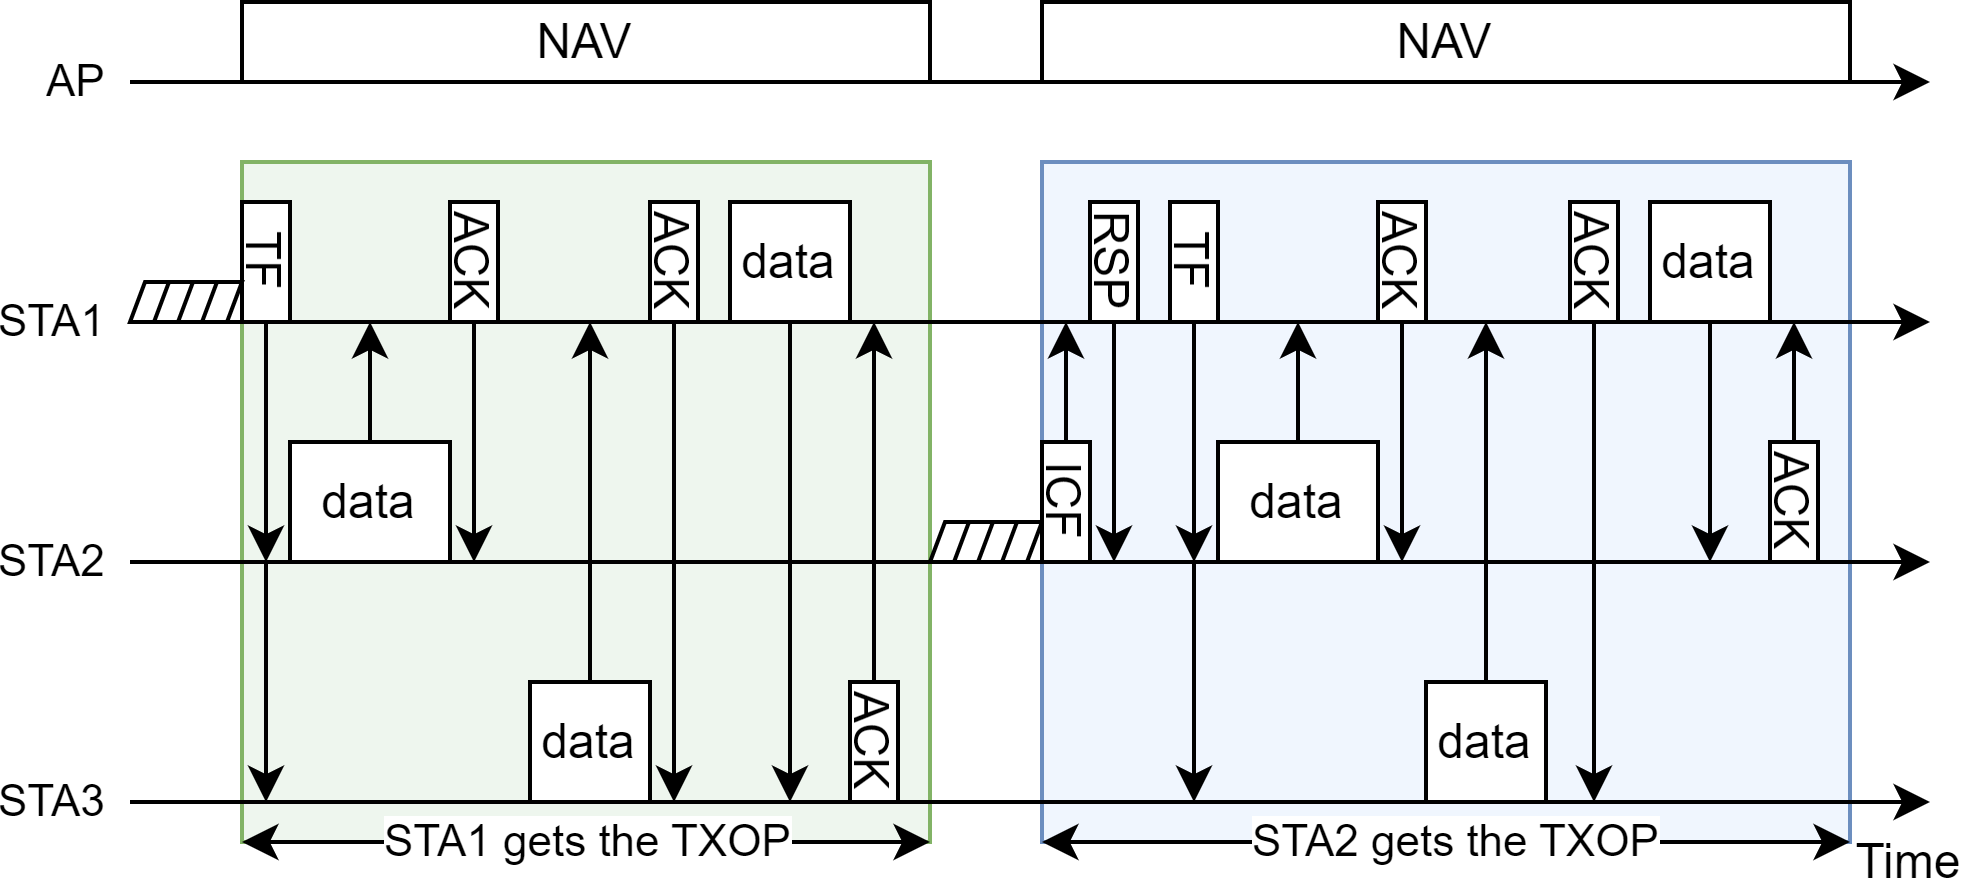 NAV
NAV
AP
TF
ACK
ACK
data
RSP
TF
ACK
ACK
data
STA1
data
ICF
data
ACK
STA2
data
ACK
data
STA3
STA1 gets the TXOP
STA2 gets the TXOP
Time